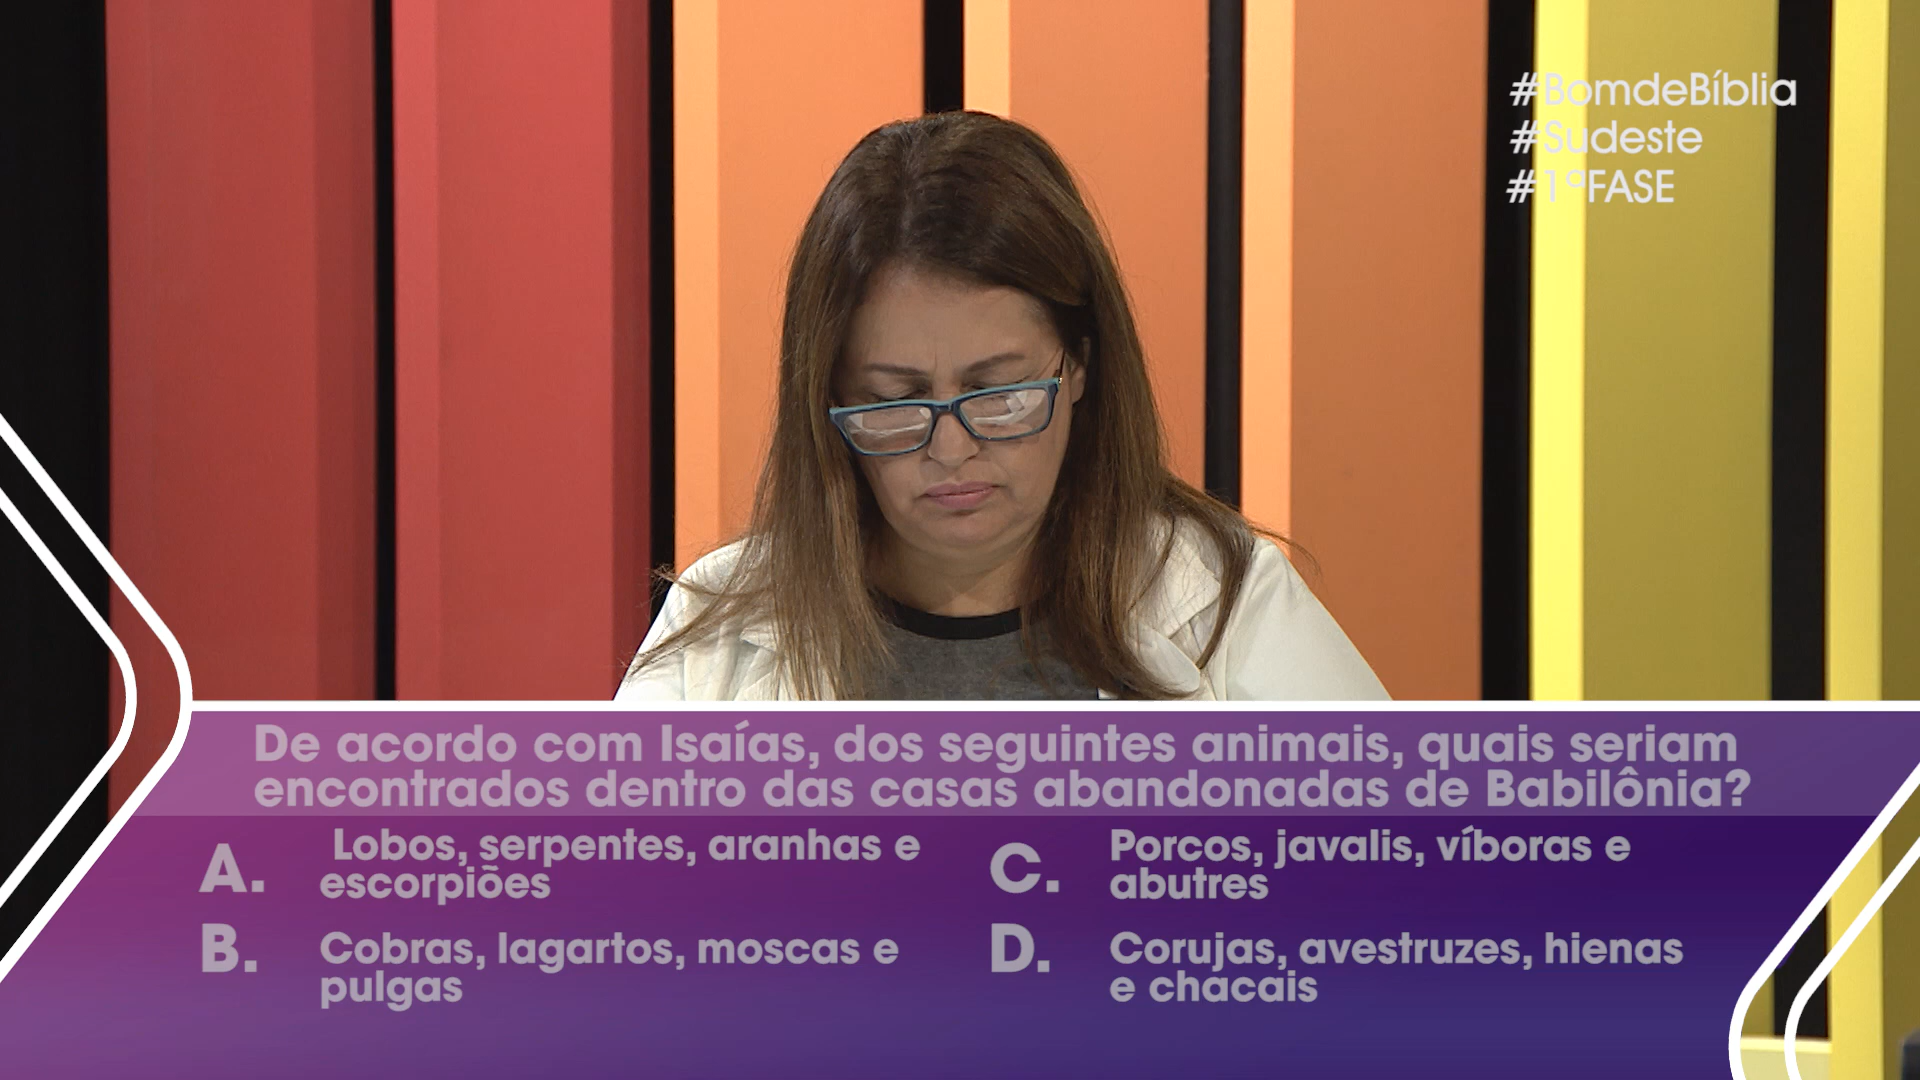 #BomdeBíblia
#Sudeste
#1ªFASE
De acordo com Isaías, dos seguintes animais, quais seriam
encontrados dentro das casas abandonadas de Babilônia?
A. Lobos, serpentes, aranhas e
escorpiões
B. Cobras, lagartos, moscas e
pulgas
C. Porcos, javalis, víboras e
abutres
D. Corujas, avestruzes, hienas
e chacais